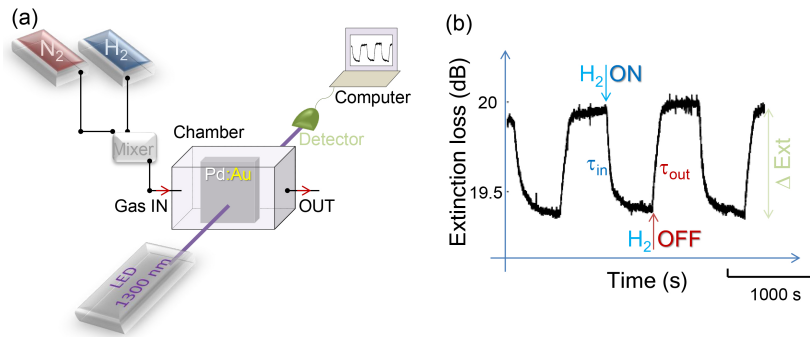 (a)
N2
H2
Mixer
Chamber
Computer
Detector
Pd:Au
Gas IN
OUT
LED
1300 nm
(b)
Extinction loss (dB)
20
19.5
H2 ON
τin
τout
Δ Ext
H2 OFF
Time (s)
1000 s